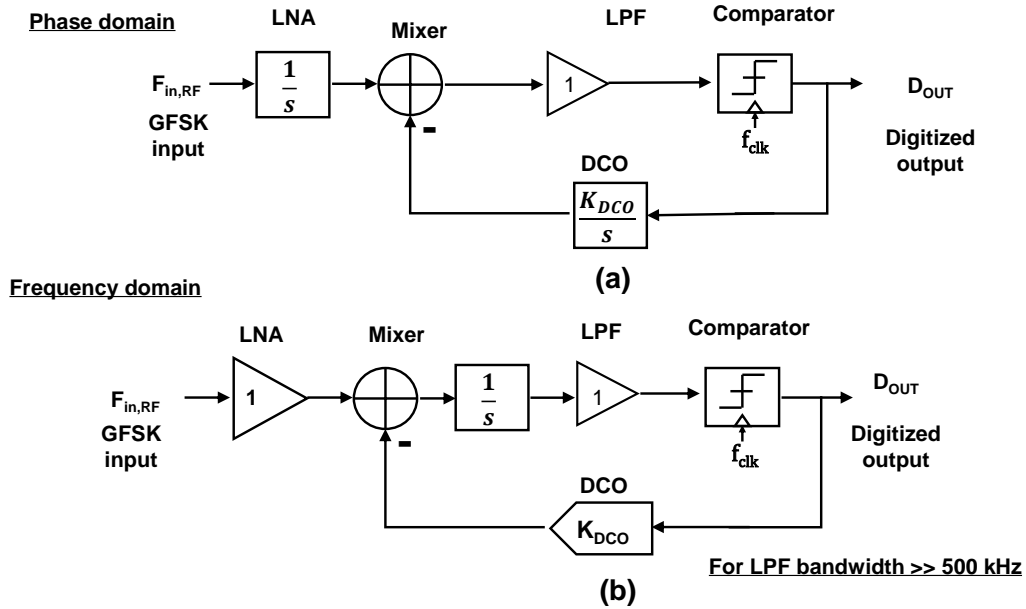 Phase domain
LNA
Mixer
LPF
Comparator
F_in,RF
GFSK
input
1/s
1
f_clk
D_OUT
Digitized
output
DCO
K_DCO/s
-
(a)
Frequency domain
LNA
Mixer
LPF
Comparator
F_in,RF
GFSK
input
1
1/s
1
f_clk
D_OUT
Digitized
output
-
DCO
K_DCO
For LPF bandwidth >> 500 kHz
(b)